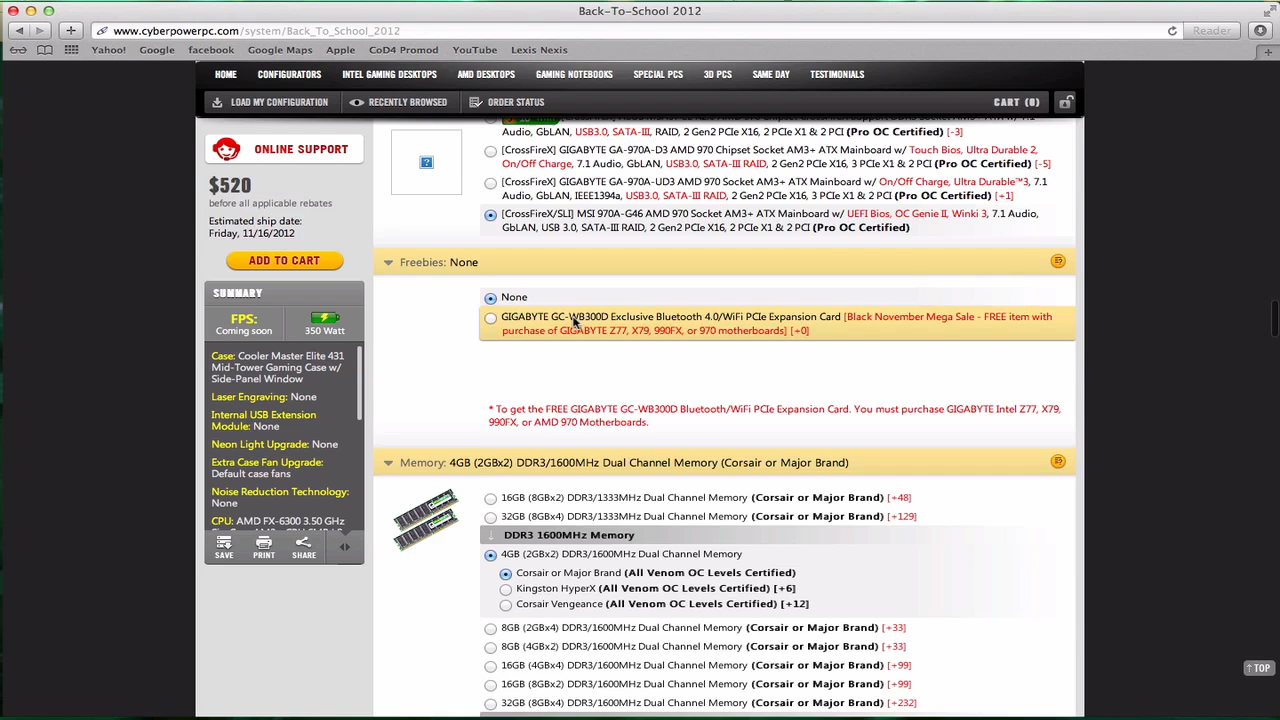 Back-To-School 2012
www.cyberpowerpc.com/system/Back_To_School_2012
Reader
Yahoo! Google facebook Google Maps Apple CoD4 Promod YouTube Lexis Nexis
HOME CONFIGURATORS INTEL GAMING DESKTOPS AMD DESKTOPS GAMING NOTEBOOKS SPECIAL PCS 3D PCS SAME DAY TESTIMONIALS
LOAD MY CONFIGURATION RECENTLY BROWSED ORDER STATUS CART (0)
ONLINE SUPPORT
$520
before all applicable rebates
Estimated ship date:
Friday, 11/16/2012
ADD TO CART
SUMMARY
FPS:
Coming soon
350 Watt
Case: Cooler Master Elite 431
Mid-Tower Gaming Case w/
Side-Panel Window
Laser Engraving: None
Internal USB Extension
Module: None
Neon Light Upgrade: None
Extra Case Fan Upgrade:
Default case fans
Noise Reduction Technology:
None
CPU: AMD FX-6300 3.50 GHz
SAVE PRINT SHARE
Audio, GbLAN, USB3.0, SATA-III, RAID, 2 Gen2 PCIe X16, 2 PCIe X1 & 2 PCI (Pro OC Certified) [-3]
[CrossFireX] GIGABYTE GA-970A-D3 AMD 970 Chipset Socket AM3+ ATX Mainboard w/ Touch Bios, Ultra Durable 2,
On/Off Charge, 7.1 Audio, GbLAN, USB3.0, SATA-III RAID, 2 Gen2 PCIe X16, 3 PCIe X1 & 2 PCI (Pro OC Certified) [-5]
[CrossFireX] GIGABYTE GA-970A-UD3 AMD 970 Socket AM3+ ATX Mainboard w/ On/Off Charge, Ultra Durable™3, 7.1
Audio, GbLAN, IEEE1394a, USB3.0, SATA-III RAID, 2 Gen2 PCIe X16, 3 PCIe X1 & 2 PCI (Pro OC Certified) [+1]
[CrossFireX/SLI] MSI 970A-G46 AMD 970 Socket AM3+ ATX Mainboard w/ UEFI Bios, OC Genie II, Winki 3, 7.1 Audio,
GbLAN, USB 3.0, SATA-III RAID, 2 Gen2 PCIe X16, 2 PCIe X1 & 2 PCI (Pro OC Certified)
Freebies: None
None
GIGABYTE GC-WB300D Exclusive Bluetooth 4.0/WiFi PCIe Expansion Card [Black November Mega Sale - FREE item with
purchase of GIGABYTE Z77, X79, 990FX, or 970 motherboards] [+0]
* To get the FREE GIGABYTE GC-WB300D Bluetooth/WiFi PCIe Expansion Card. You must purchase GIGABYTE Intel Z77, X79,
990FX, or AMD 970 Motherboards.
Memory: 4GB (2GBx2) DDR3/1600MHz Dual Channel Memory (Corsair or Major Brand)
16GB (8GBx2) DDR3/1333MHz Dual Channel Memory (Corsair or Major Brand) [+48]
32GB (8GBx4) DDR3/1333MHz Dual Channel Memory (Corsair or Major Brand) [+129]
DDR3 1600MHz Memory
4GB (2GBx2) DDR3/1600MHz Dual Channel Memory
Corsair or Major Brand (All Venom OC Levels Certified)
Kingston HyperX (All Venom OC Levels Certified) [+6]
Corsair Vengeance (All Venom OC Levels Certified) [+12]
8GB (2GBx4) DDR3/1600MHz Dual Channel Memory (Corsair or Major Brand) [+33]
8GB (4GBx2) DDR3/1600MHz Dual Channel Memory (Corsair or Major Brand) [+33]
16GB (4GBx4) DDR3/1600MHz Dual Channel Memory (Corsair or Major Brand) [+99]
16GB (8GBx2) DDR3/1600MHz Dual Channel Memory (Corsair or Major Brand) [+99]
32GB (8GBx4) DDR3/1600MHz Dual Channel Memory (Corsair or Major Brand) [+232]
↑TOP